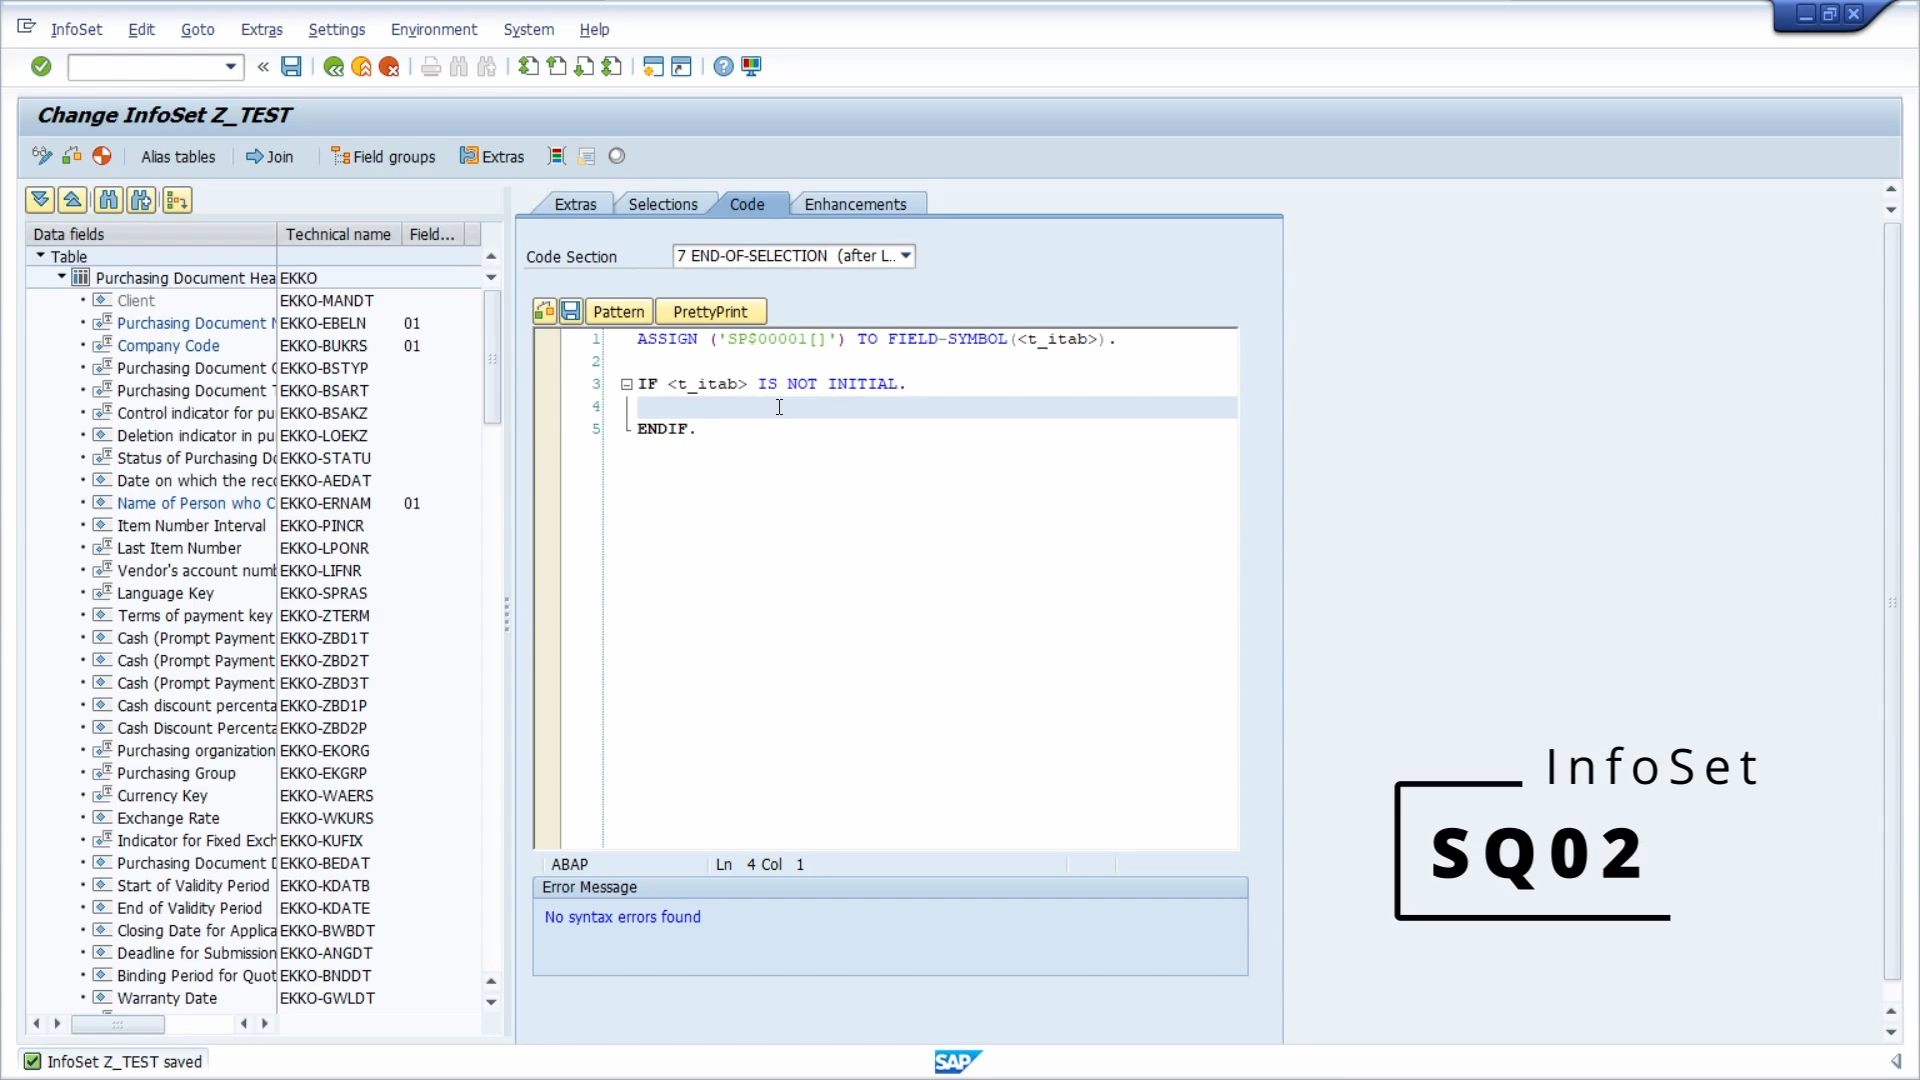 InfoSet Edit Goto Extras Settings Environment System Help
Change InfoSet Z_TEST
Alias tables Join Field groups Extras
Data fields Technical name Field...
Table
Purchasing Document Hea EKKO
Client EKKO-MANDT
Purchasing Document N EKKO-EBELN 01
Company Code EKKO-BUKRS 01
Purchasing Document C EKKO-BSTYP
Purchasing Document T EKKO-BSART
Control indicator for pu EKKO-BSAKZ
Deletion indicator in pu EKKO-LOEKZ
Status of Purchasing Do EKKO-STATU
Date on which the reco EKKO-AEDAT
Name of Person who C EKKO-ERNAM 01
Item Number Interval EKKO-PINCR
Last Item Number EKKO-LPONR
Vendor's account numb EKKO-LIFNR
Language Key EKKO-SPRAS
Terms of payment key EKKO-ZTERM
Cash (Prompt Payment EKKO-ZBD1T
Cash (Prompt Payment EKKO-ZBD2T
Cash (Prompt Payment EKKO-ZBD3T
Cash discount percenta EKKO-ZBD1P
Cash Discount Percenta EKKO-ZBD2P
Purchasing organization EKKO-EKORG
Purchasing Group EKKO-EKGRP
Currency Key EKKO-WAERS
Exchange Rate EKKO-WKURS
Indicator for Fixed Exch EKKO-KUFIX
Purchasing Document D EKKO-BEDAT
Start of Validity Period EKKO-KDATB
End of Validity Period EKKO-KDATE
Closing Date for Applica EKKO-BWBDT
Deadline for Submission EKKO-ANGDT
Binding Period for Quot EKKO-BNDDT
Warranty Date EKKO-GWLDT
Extras Selections Code Enhancements
Code Section 7 END-OF-SELECTION (after L..
Pattern PrettyPrint
1 ASSIGN ('SP$00001[]') TO FIELD-SYMBOL(<t_itab>).
2
3 IF <t_itab> IS NOT INITIAL.
4
5 ENDIF.
ABAP Ln 4 Col 1
Error Message
No syntax errors found
InfoSet
SQ02
InfoSet Z_TEST saved
SAP